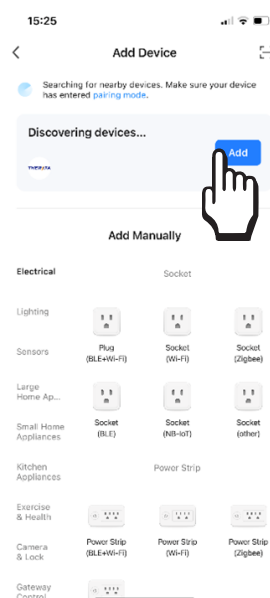 15:25
Add Device
Searching for nearby devices. Make sure your device
has entered pairing mode.
Discovering devices...
Add
Add Manually
Electrical
Socket
Lighting
Plug
(BLE+Wi-Fi)
Socket
(Wi-Fi)
Socket
(Zigbee)
Sensors
Large
Home Ap...
Socket
(BLE)
Socket
(NB-IoT)
Socket
(other)
Small Home
Appliances
Kitchen
Appliances
Power Strip
Exercise
& Health
Power Strip
(BLE+Wi-Fi)
Power Strip
(Wi-Fi)
Power Strip
(Zigbee)
Camera
& Lock
Gateway
Control